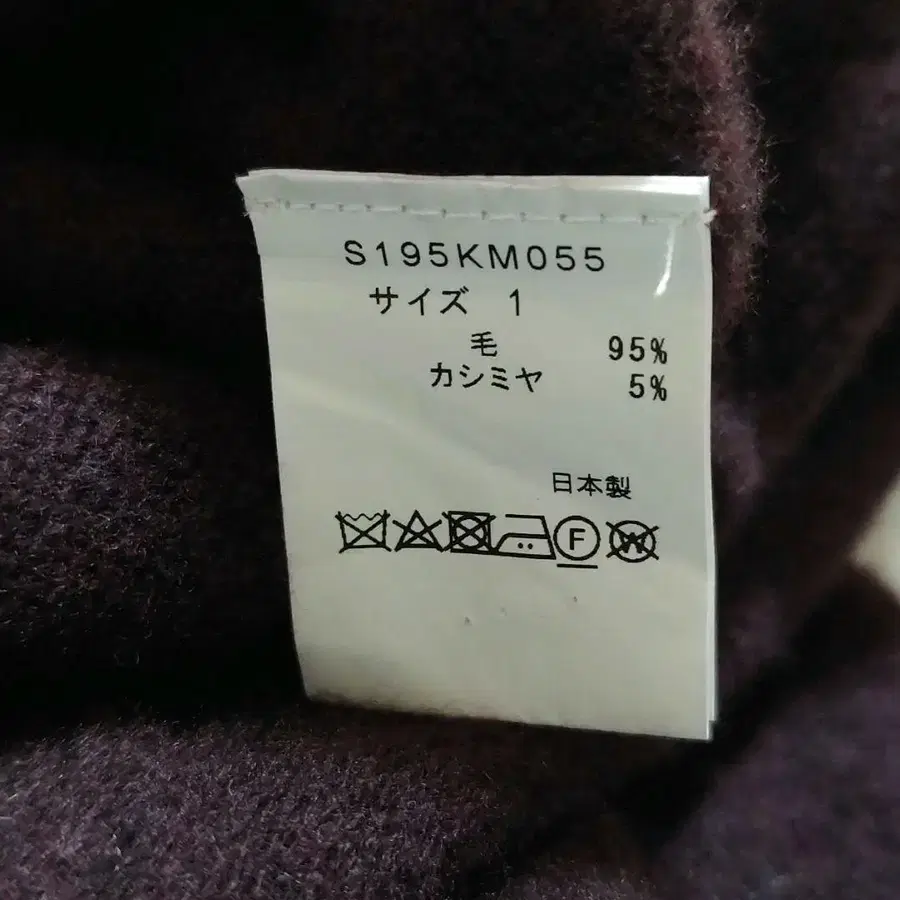 S195KM055
サイズ 1
毛 95%
カシミヤ 5%
日本製
F W